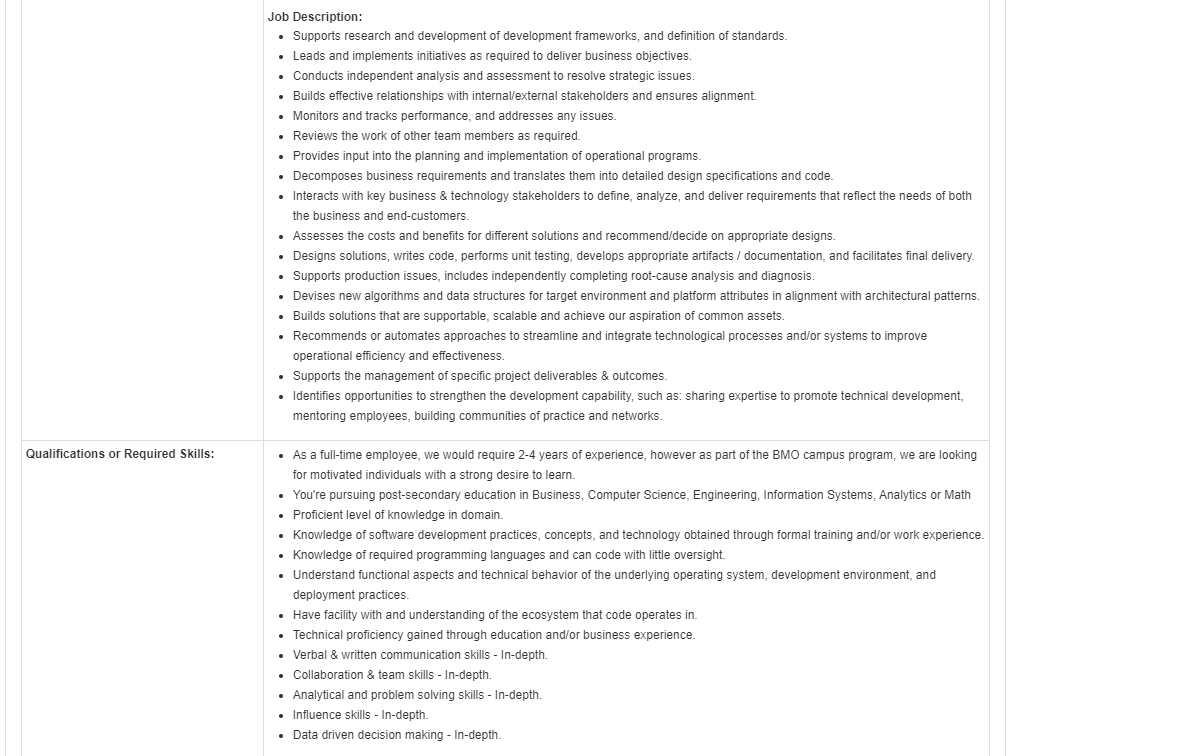 Job Description:
• Supports research and development of development frameworks, and definition of standards.
• Leads and implements initiatives as required to deliver business objectives.
• Conducts independent analysis and assessment to resolve strategic issues.
• Builds effective relationships with internal/external stakeholders and ensures alignment.
• Monitors and tracks performance, and addresses any issues.
• Reviews the work of other team members as required.
• Provides input into the planning and implementation of operational programs.
• Decomposes business requirements and translates them into detailed design specifications and code.
• Interacts with key business & technology stakeholders to define, analyze, and deliver requirements that reflect the needs of both
the business and end-customers.
• Assesses the costs and benefits for different solutions and recommend/decide on appropriate designs.
• Designs solutions, writes code, performs unit testing, develops appropriate artifacts / documentation, and facilitates final delivery.
• Supports production issues, includes independently completing root-cause analysis and diagnosis.
• Devises new algorithms and data structures for target environment and platform attributes in alignment with architectural patterns.
• Builds solutions that are supportable, scalable and achieve our aspiration of common assets.
• Recommends or automates approaches to streamline and integrate technological processes and/or systems to improve
operational efficiency and effectiveness.
• Supports the management of specific project deliverables & outcomes.
• Identifies opportunities to strengthen the development capability, such as: sharing expertise to promote technical development,
mentoring employees, building communities of practice and networks.
Qualifications or Required Skills:
• As a full-time employee, we would require 2-4 years of experience, however as part of the BMO campus program, we are looking
for motivated individuals with a strong desire to learn.
• You're pursuing post-secondary education in Business, Computer Science, Engineering, Information Systems, Analytics or Math
• Proficient level of knowledge in domain.
• Knowledge of software development practices, concepts, and technology obtained through formal training and/or work experience.
• Knowledge of required programming languages and can code with little oversight.
• Understand functional aspects and technical behavior of the underlying operating system, development environment, and
deployment practices.
• Have facility with and understanding of the ecosystem that code operates in.
• Technical proficiency gained through education and/or business experience.
• Verbal & written communication skills - In-depth.
• Collaboration & team skills - In-depth.
• Analytical and problem solving skills - In-depth.
• Influence skills - In-depth.
• Data driven decision making - In-depth.